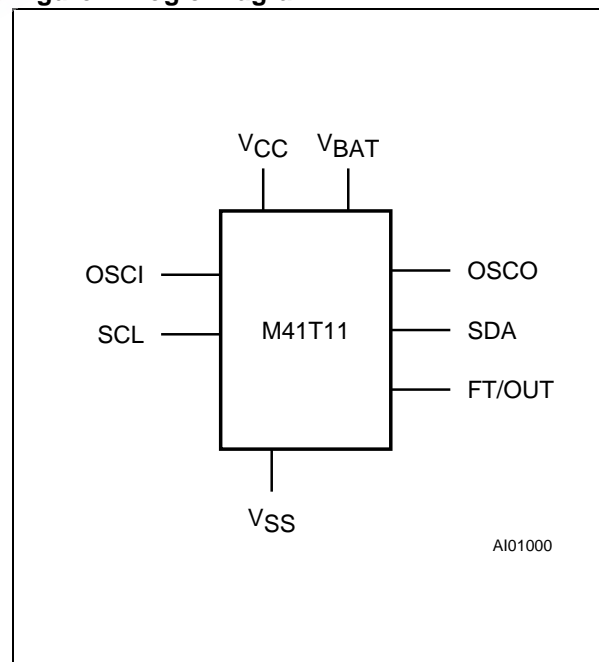 VCC VBAT
OSCI OSCO
SCL M41T11 SDA
FT/OUT
VSS
AI01000